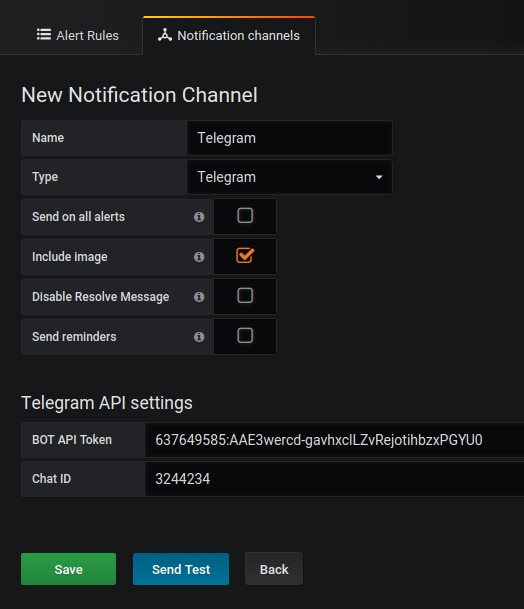 Alert Rules
Notification channels
New Notification Channel
Name Telegram
Type Telegram
Send on all alerts
Include image
Disable Resolve Message
Send reminders
Telegram API settings
BOT API Token 637649585:AAE3wercd-gavhxclLZvRejotihbzxPGYU0
Chat ID 3244234
Save Send Test Back